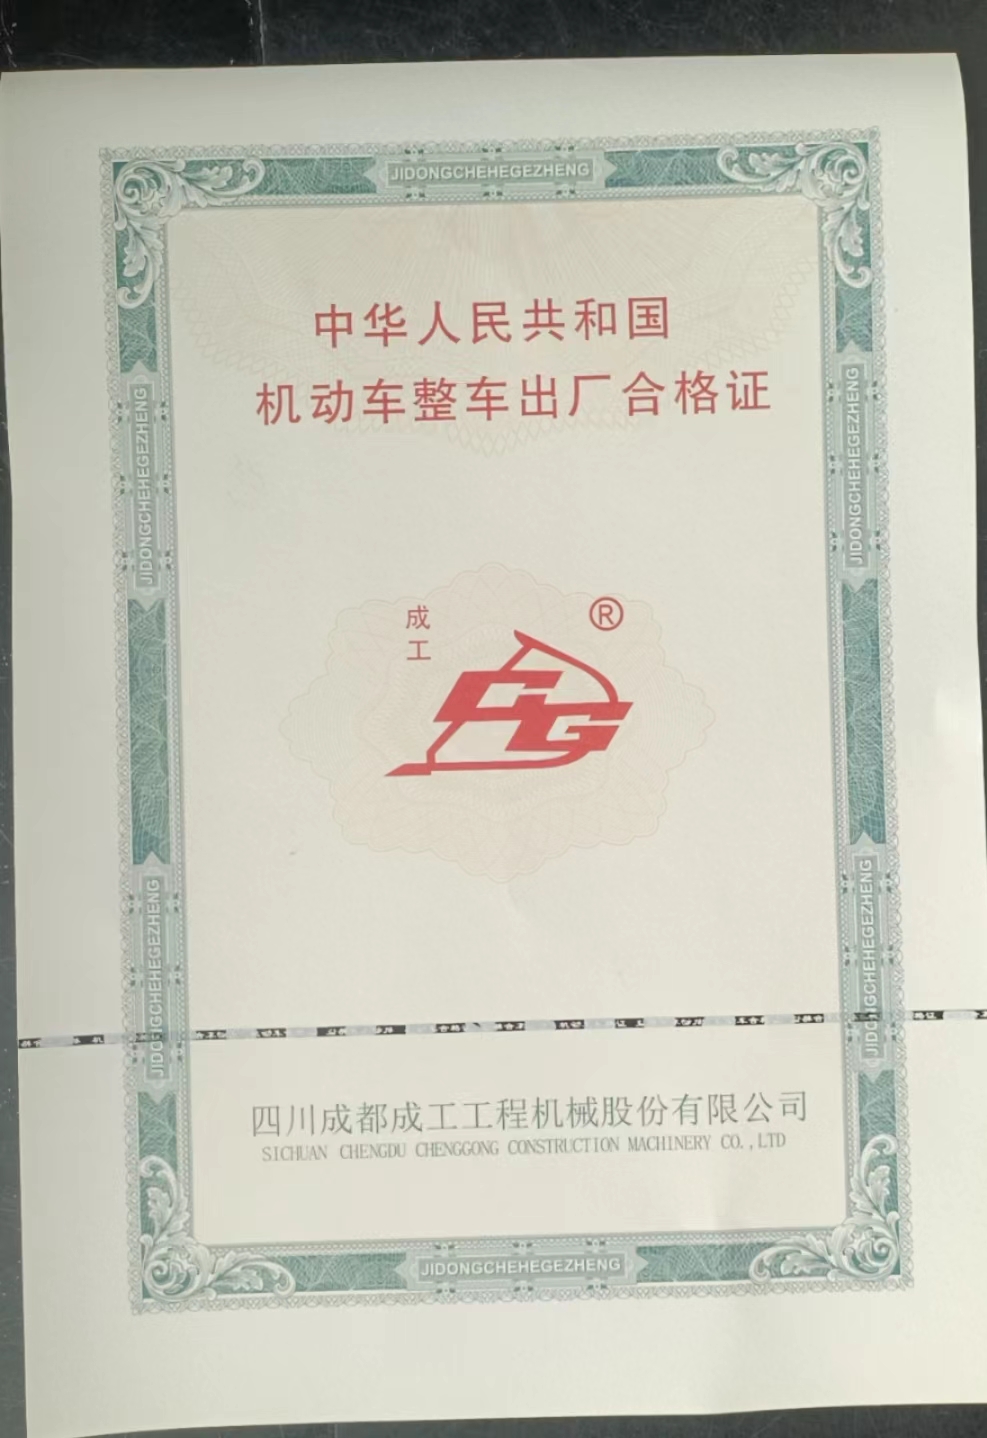 JIDONGCHEHEGEZHENG
中华人民共和国
机动车整车出厂合格证
JIDONGCHEHEGEZHENG
JIDONGCHEHEGEZHENG
成
工
®
CG
JIDONGCHEHEGEZHENG
JIDONGCHEHEGEZHENG
四川成都成工工程机械股份有限公司
SICHUAN CHENGDU CHENGGONG CONSTRUCTION MACHINERY CO.,LTD
JIDONGCHEHEGEZHENG